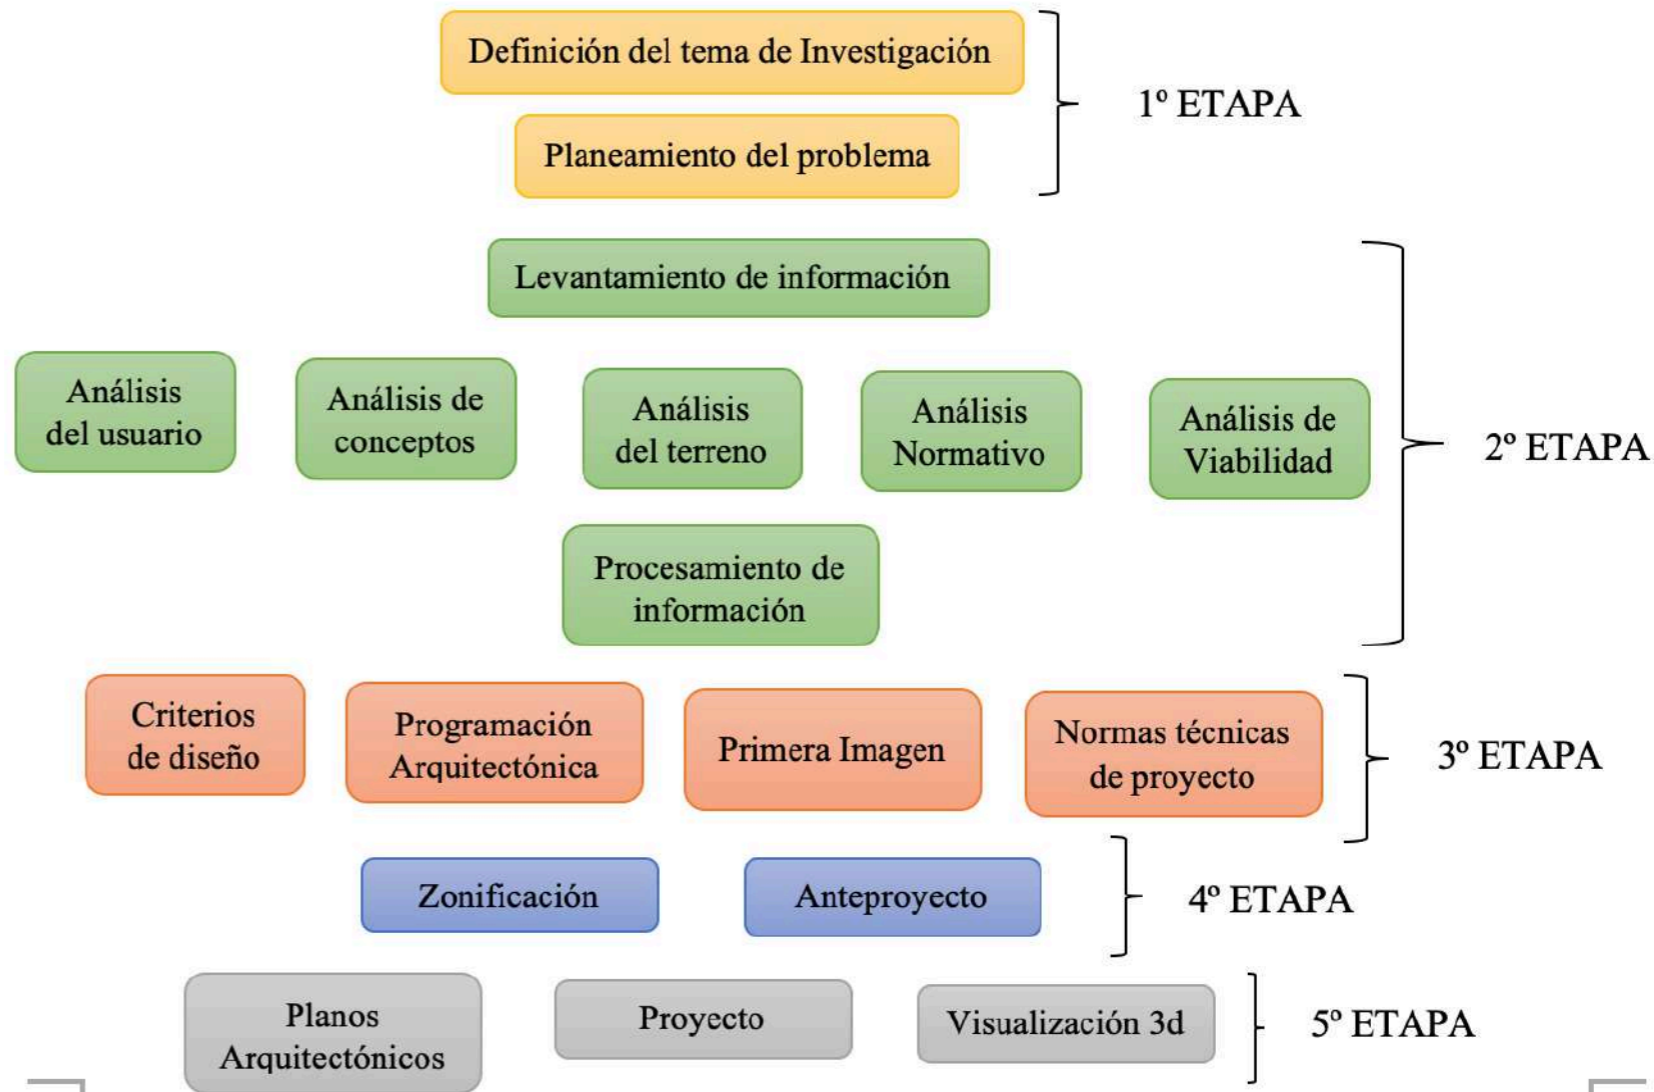 Definición del tema de Investigación
Planeamiento del problema
1º ETAPA
Levantamiento de información
Análisis
del usuario
Análisis de
conceptos
Análisis
del terreno
Análisis
Normativo
Análisis de
Viabilidad
Procesamiento de
información
2º ETAPA
Criterios
de diseño
Programación
Arquitectónica
Primera Imagen
Normas técnicas
de proyecto
3º ETAPA
Zonificación
Anteproyecto
4º ETAPA
Planos
Arquitectónicos
Proyecto
Visualización 3d
5º ETAPA